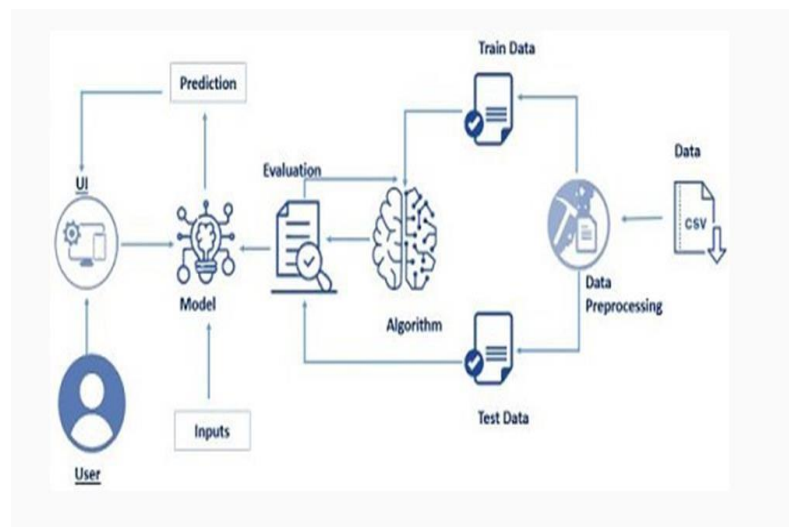 Train Data
Prediction
Data
Evaluation
UI
CSV
Data
Preprocessing
Model
Algorithm
Test Data
Inputs
User